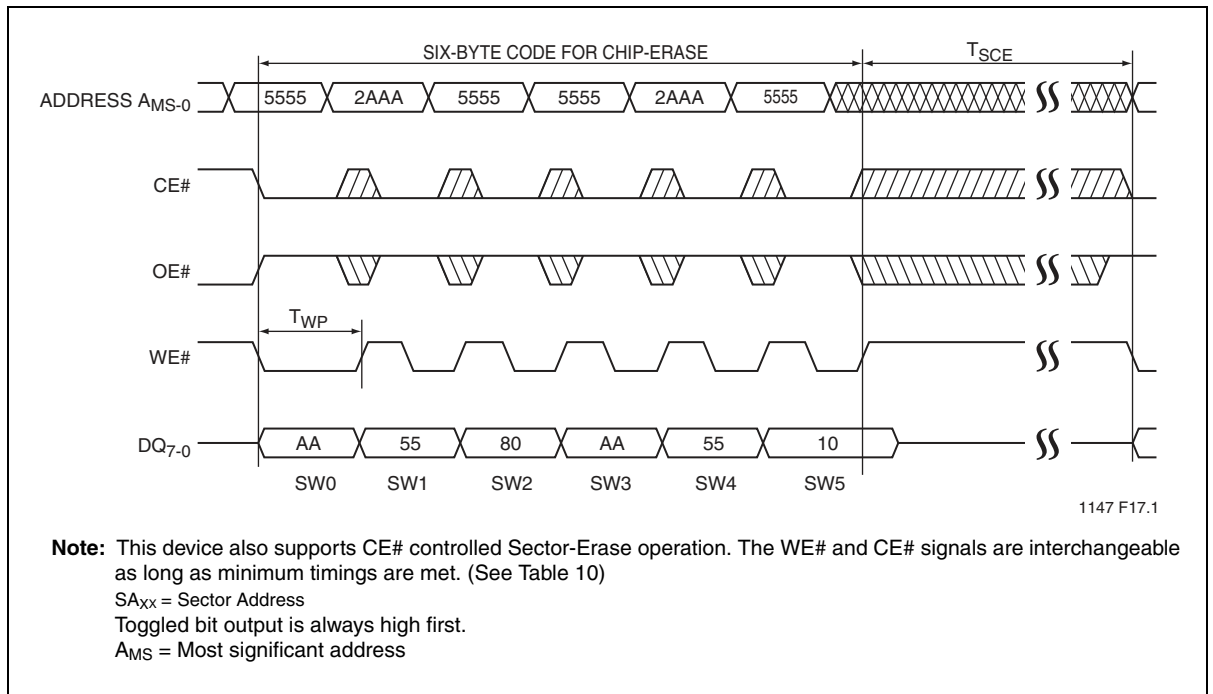 SIX-BYTE CODE FOR CHIP-ERASE TSCE
ADDRESS AMS-0 5555 2AAA 5555 5555 2AAA 5555
CE#
OE#
TWP
WE#
DQ7-0 AA 55 80 AA 55 10
SW0 SW1 SW2 SW3 SW4 SW5
1147 F17.1
Note: This device also supports CE# controlled Sector-Erase operation. The WE# and CE# signals are interchangeable
as long as minimum timings are met. (See Table 10)
SAXX = Sector Address
Toggled bit output is always high first.
AMS = Most significant address